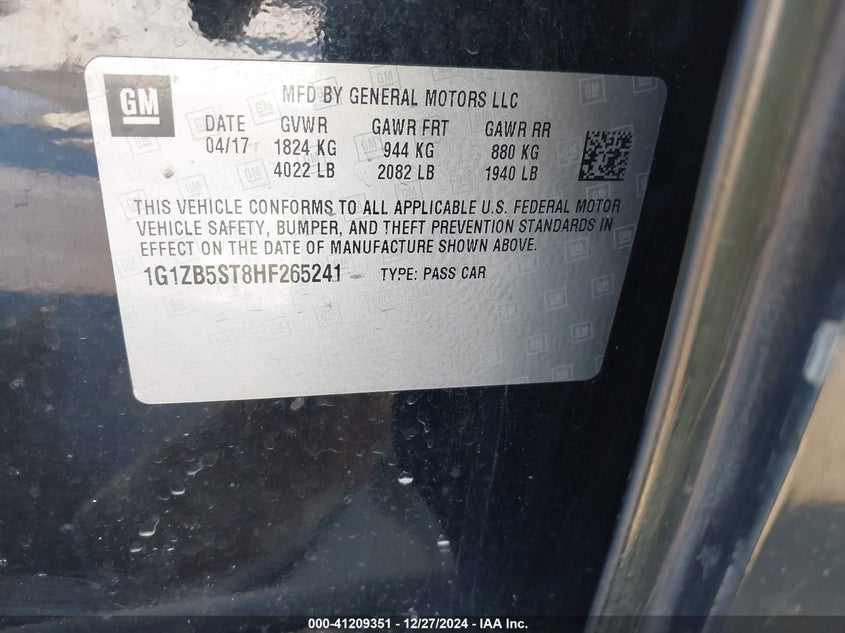 GM
MFD BY GENERAL MOTORS LLC
DATE GVWR GAWR FRT GAWR RR
04/17 1824 KG 944 KG 880 KG
4022 LB 2082 LB 1940 LB
THIS VEHICLE CONFORMS TO ALL APPLICABLE U.S. FEDERAL MOTOR
VEHICLE SAFETY, BUMPER, AND THEFT PREVENTION STANDARDS IN
EFFECT ON THE DATE OF MANUFACTURE SHOWN ABOVE.
1G1ZB5ST8HF265241 TYPE: PASS CAR
000-41209351 - 12/27/2024 - IAA Inc.